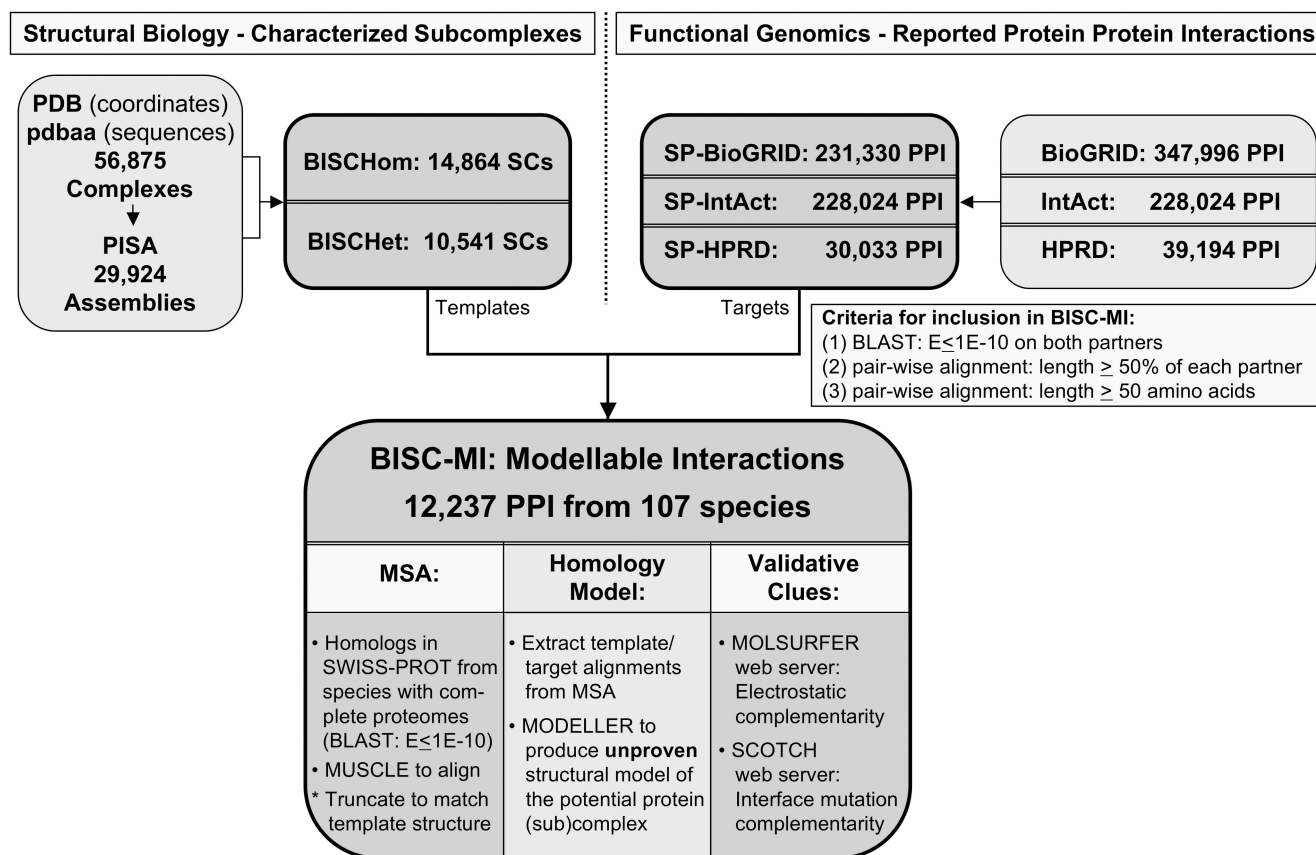 Structural Biology - Characterized Subcomplexes
Functional Genomics - Reported Protein Protein Interactions
PDB (coordinates)
pdbaa (sequences)
56,875
Complexes
PISA
29,924
Assemblies
BISCHom: 14,864 SCs
BISCHet: 10,541 SCs
SP-BioGRID: 231,330 PPI
SP-IntAct: 228,024 PPI
SP-HPRD: 30,033 PPI
BioGRID: 347,996 PPI
IntAct: 228,024 PPI
HPRD: 39,194 PPI
Templates
Targets
Criteria for inclusion in BISC-MI:
(1) BLAST: E≤1E-10 on both partners
(2) pair-wise alignment: length ≥ 50% of each partner
(3) pair-wise alignment: length ≥ 50 amino acids
BISC-MI: Modellable Interactions
12,237 PPI from 107 species
MSA:
• Homologs in
SWISS-PROT from
species with com-
plete proteomes
(BLAST: E≤1E-10)
• MUSCLE to align
* Truncate to match
template structure
Homology
Model:
• Extract template/
target alignments
from MSA
• MODELLER to
produce unproven
structural model of
the potential protein
(sub)complex
Validative
Clues:
• MOLSURFER
web server:
Electrostatic
complementarity
• SCOTCH
web server:
Interface mutation
complementarity